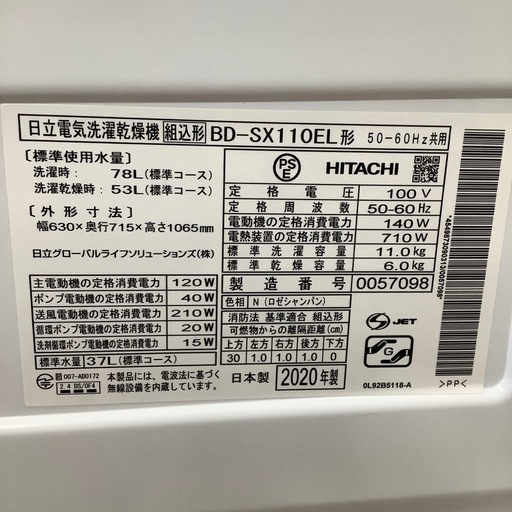 日立電気洗濯乾燥機 組込形 BD-SX110EL形 50-60Hz共用
〔標準使用水量〕
洗濯時： 78L(標準コース)
洗濯乾燥時： 53L(標準コース)
〔外形寸法〕
幅630×奥行715×高さ1065mm
日立グローバルライフソリューションズ(株)
主電動機の定格消費電力 120W
ポンプ電動機の定格消費電力 40W
送風電動機の定格消費電力 210W
循環ポンプ電動機の定格消費電力 20W
洗剤循環ポンプ電動機の定格消費電力 15W
標準水量 37L(標準コース)
007-AD0172
2.4 DS/OF4
本製品には、電波法に基づく
無線設備を内蔵しています。
PS
E
HITACHI
定格電圧 100V
定格周波数 50-60Hz
電動機の定格消費電力 140W
電熱装置の定格消費電力 710W
標準洗濯容量 11.0kg
標準乾燥容量 6.0kg
製造番号 0057098
色相 N (ロゼシャンパン)
消防法 基準適合 組込形
可燃物からの離隔距離(cm)
上方 左方 右方 前方 後方 下方
30 1.0 1.0 1.0 0
日本製 2020年製
S JET
G
0L92B5118-A
>PP<